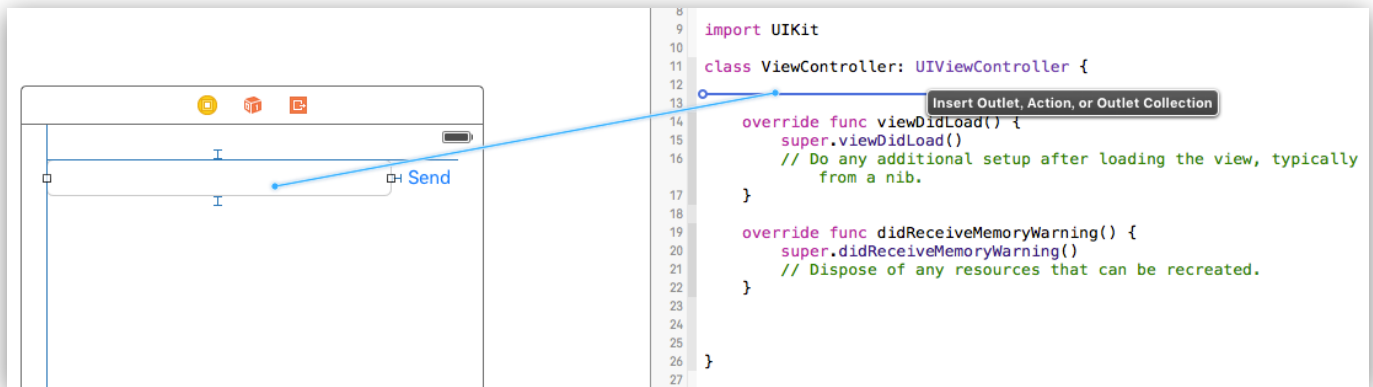 Send
8
9 import UIKit
10
11 class ViewController: UIViewController {
12
Insert Outlet, Action, or Outlet Collection
13
14 override func viewDidLoad() {
15 super.viewDidLoad()
16 // Do any additional setup after loading the view, typically
from a nib.
17 }
18
19 override func didReceiveMemoryWarning() {
20 super.didReceiveMemoryWarning()
21 // Dispose of any resources that can be recreated.
22 }
23
24
25
26 }
27